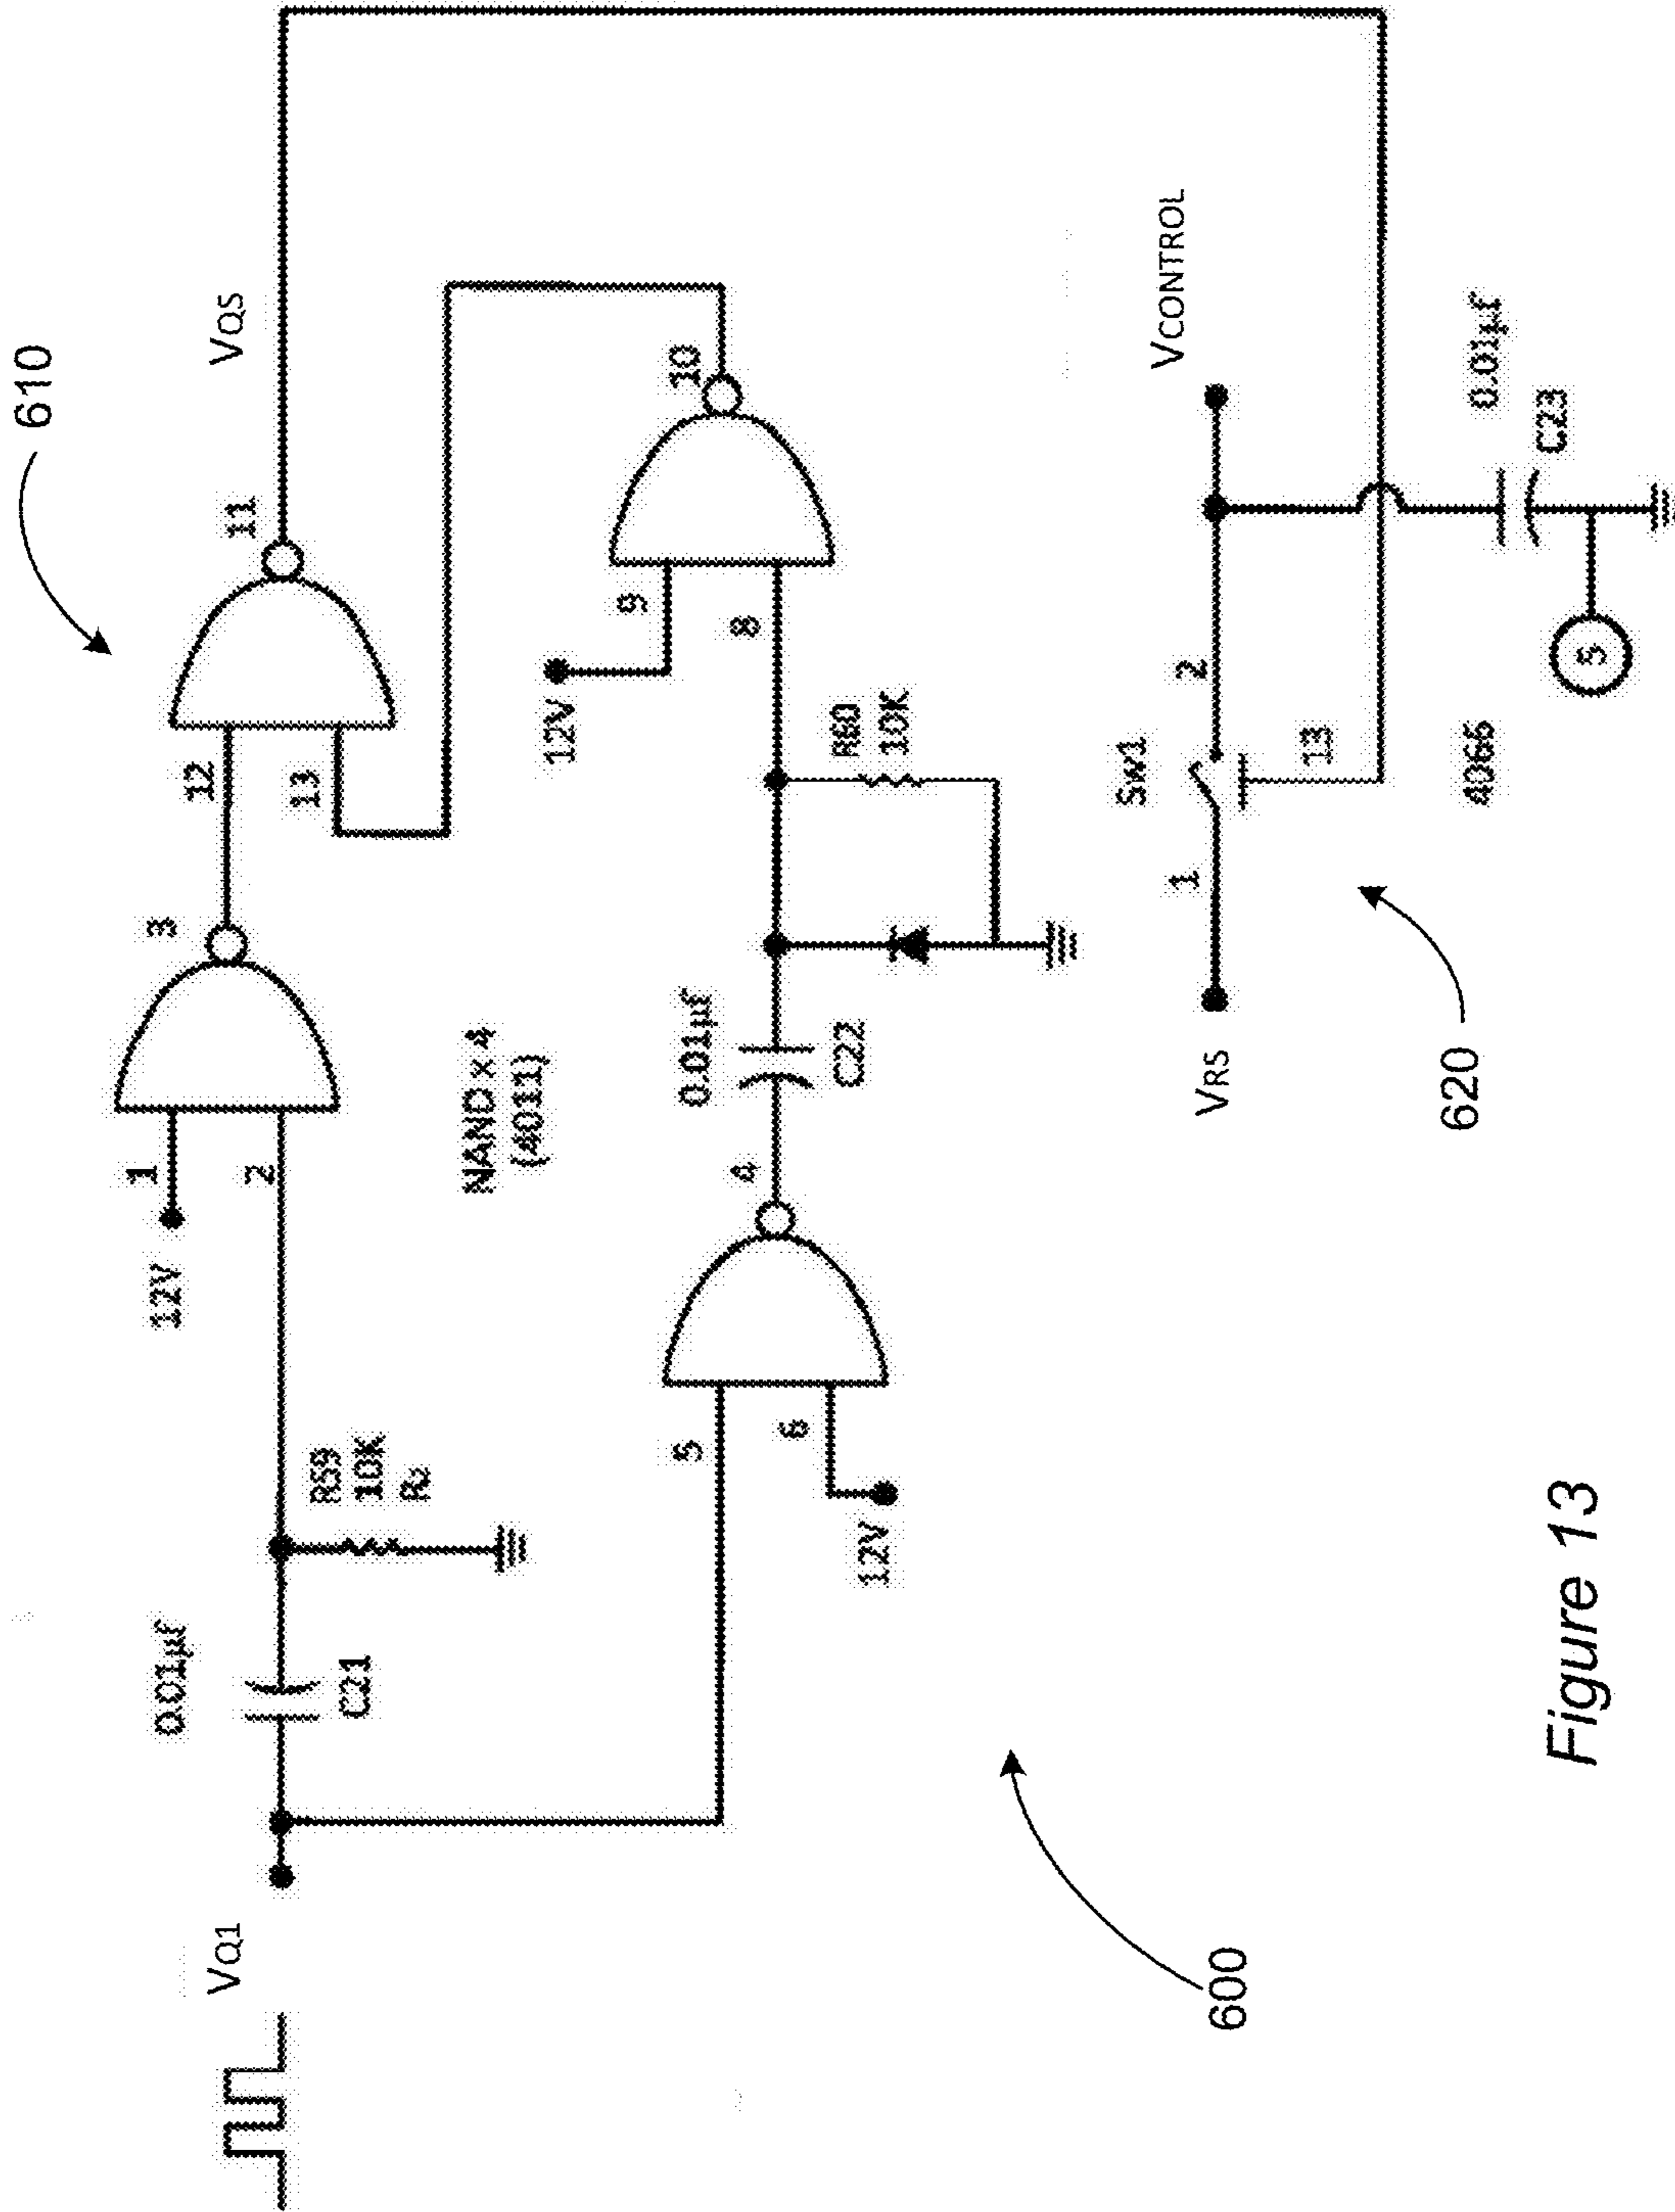 610
VQS
11
12
13
3
1
2
12V
NAND x 4
(4011)
0.01µf
C21
R59
10K
R2
VQ1
5
6
12V
4
0.01µf
C22
R60
10K
12V
9
8
10
VRS
1
Sw1
2
13
4066
VCONTROL
0.01µf
C23
5
620
600
Figure 13